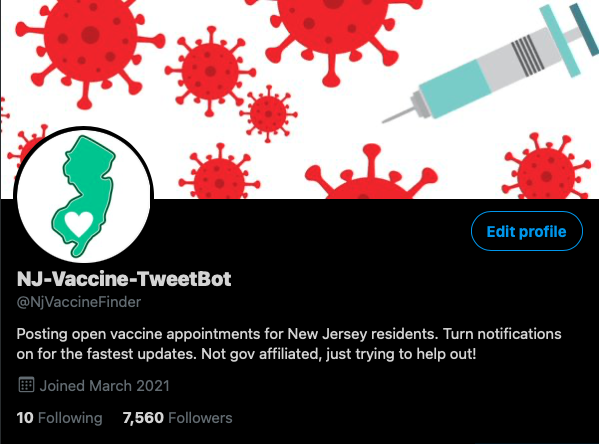 Edit profile
NJ-Vaccine-TweetBot
@NjVaccineFinder
Posting open vaccine appointments for New Jersey residents. Turn notifications
on for the fastest updates. Not gov affiliated, just trying to help out!
Joined March 2021
10 Following 7,560 Followers